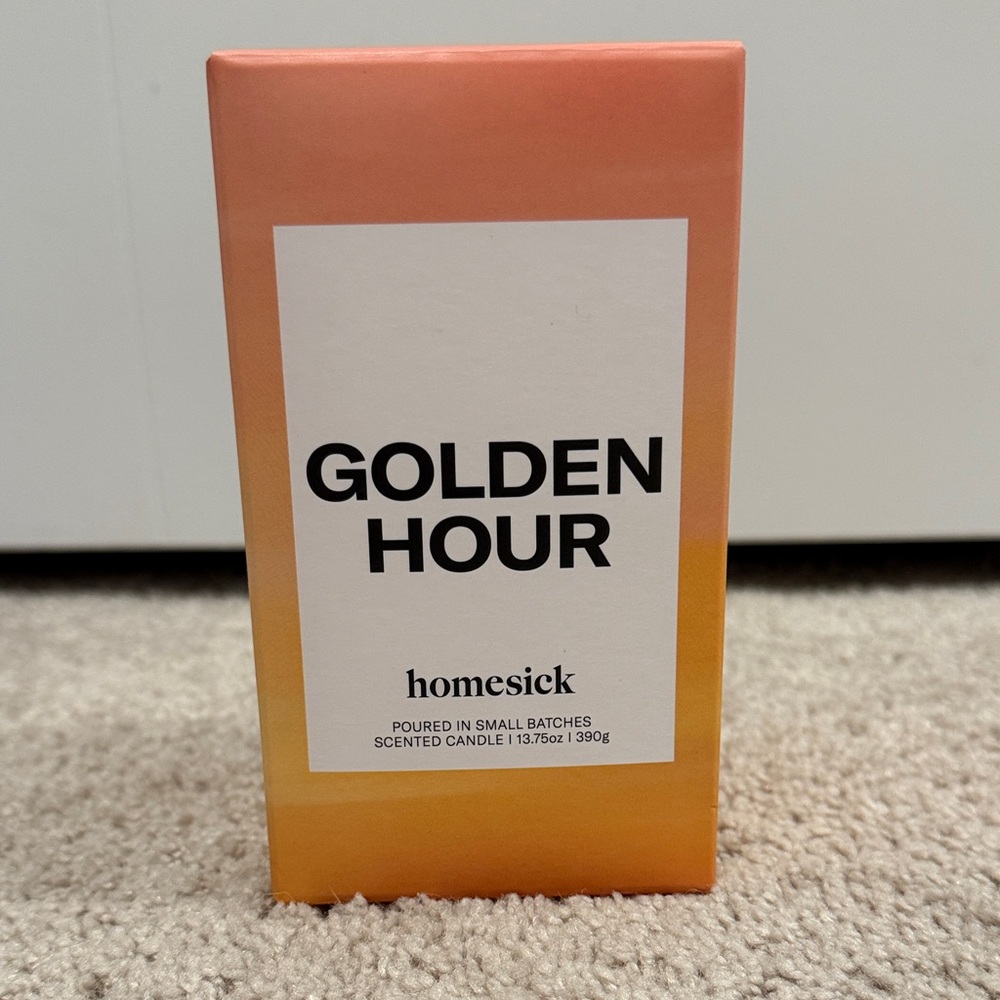 GOLDEN
HOUR
homesick
POURED IN SMALL BATCHES
SCENTED CANDLE | 13.75oz | 390g